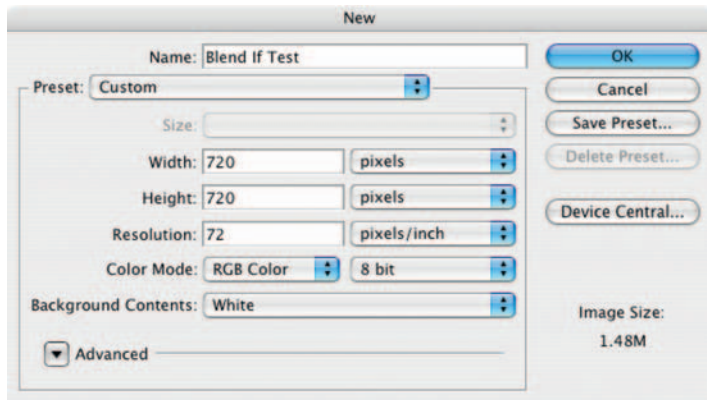 New
Name: Blend If Test
OK
Preset: Custom
Cancel
Size:
Save Preset...
Width: 720 pixels
Delete Preset...
Height: 720 pixels
Device Central...
Resolution: 72 pixels/inch
Color Mode: RGB Color 8 bit
Background Contents: White
Image Size:
1.48M
Advanced